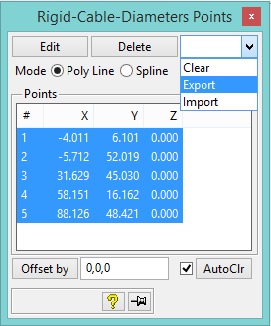 Rigid-Cable-Diameters Points
Edit Delete
Mode Poly Line Spline
Clear
Export
Import
Points
# X Y Z
1 -4.011 6.101 0.000
2 -5.712 52.019 0.000
3 31.629 45.030 0.000
4 58.151 16.162 0.000
5 88.126 48.421 0.000
Offset by 0,0,0 AutoClr
?